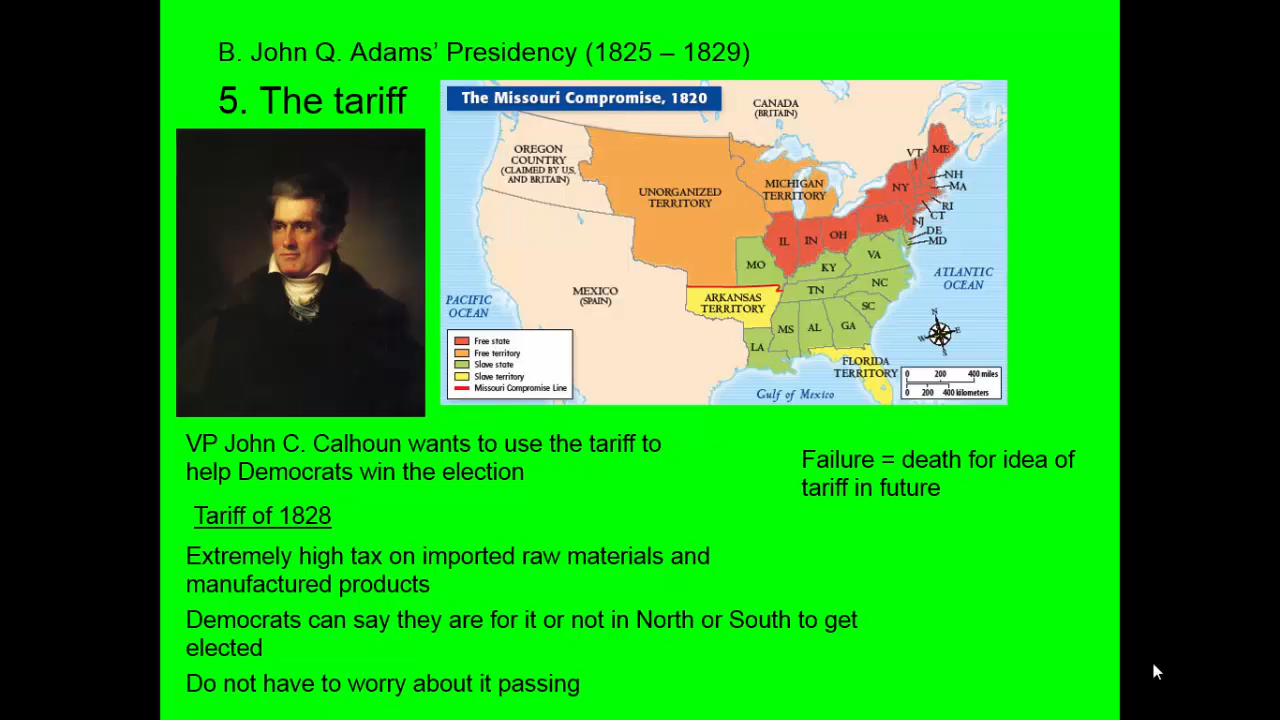 B. John Q. Adams’ Presidency (1825 – 1829)
5. The tariff
The Missouri Compromise, 1820
CANADA
(BRITAIN)
OREGON
COUNTRY
(CLAIMED BY U.S.
AND BRITAIN)
UNORGANIZED
TERRITORY
MICHIGAN
TERRITORY
VT
ME
NH
MA
NY
RI
CT
PA
NJ
DE
MD
IL
IN
OH
MO
KY
VA
NC
TN
SC
MEXICO
(SPAIN)
ARKANSAS
TERRITORY
MS
AL
GA
LA
FLORIDA
TERRITORY
PACIFIC
OCEAN
ATLANTIC
OCEAN
Gulf of Mexico
N
W
E
S
Free state
Free territory
Slave state
Slave territory
Missouri Compromise Line
0 200 400 miles
0 200 400 kilometers
VP John C. Calhoun wants to use the tariff to
help Democrats win the election
Failure = death for idea of
tariff in future
Tariff of 1828
Extremely high tax on imported raw materials and
manufactured products
Democrats can say they are for it or not in North or South to get
elected
Do not have to worry about it passing